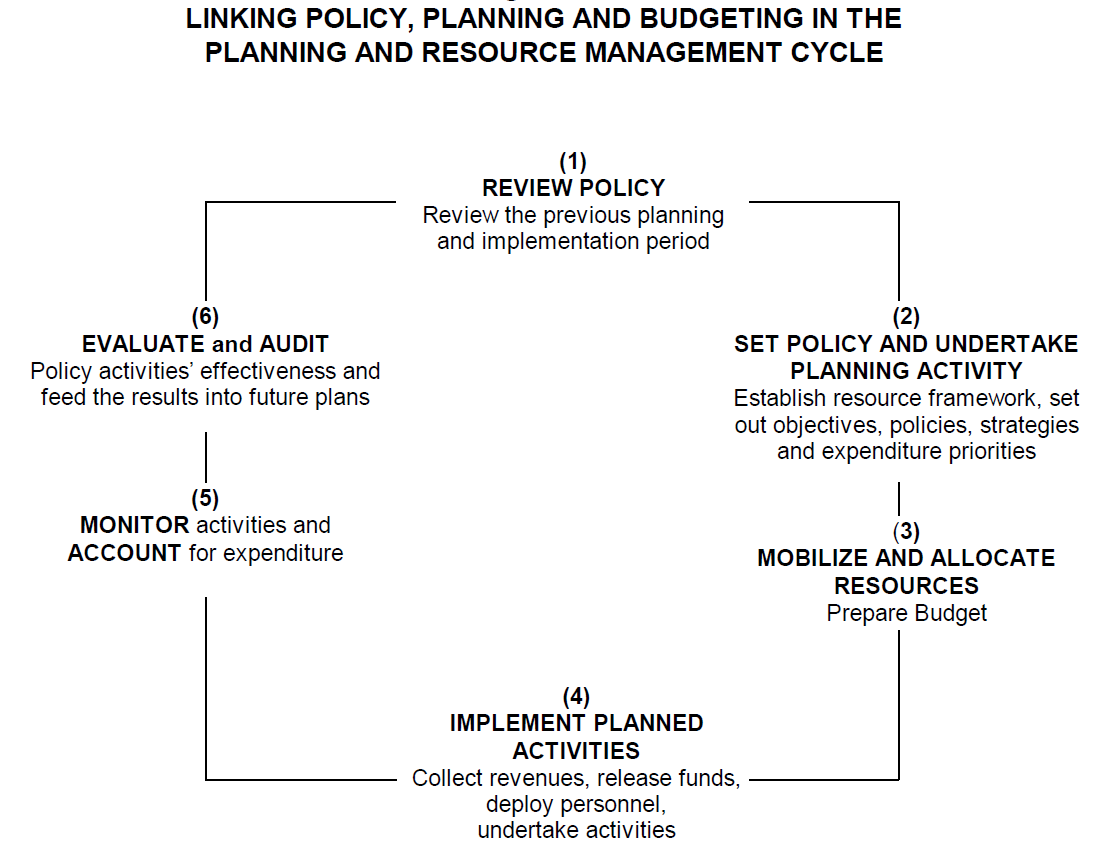 LINKING POLICY, PLANNING AND BUDGETING IN THE
PLANNING AND RESOURCE MANAGEMENT CYCLE
(1)
REVIEW POLICY
Review the previous planning
and implementation period
(2)
SET POLICY AND UNDERTAKE
PLANNING ACTIVITY
Establish resource framework, set
out objectives, policies, strategies
and expenditure priorities
(3)
MOBILIZE AND ALLOCATE
RESOURCES
Prepare Budget
(4)
IMPLEMENT PLANNED
ACTIVITIES
Collect revenues, release funds,
deploy personnel,
undertake activities
(5)
MONITOR activities and
ACCOUNT for expenditure
(6)
EVALUATE and AUDIT
Policy activities’ effectiveness and
feed the results into future plans